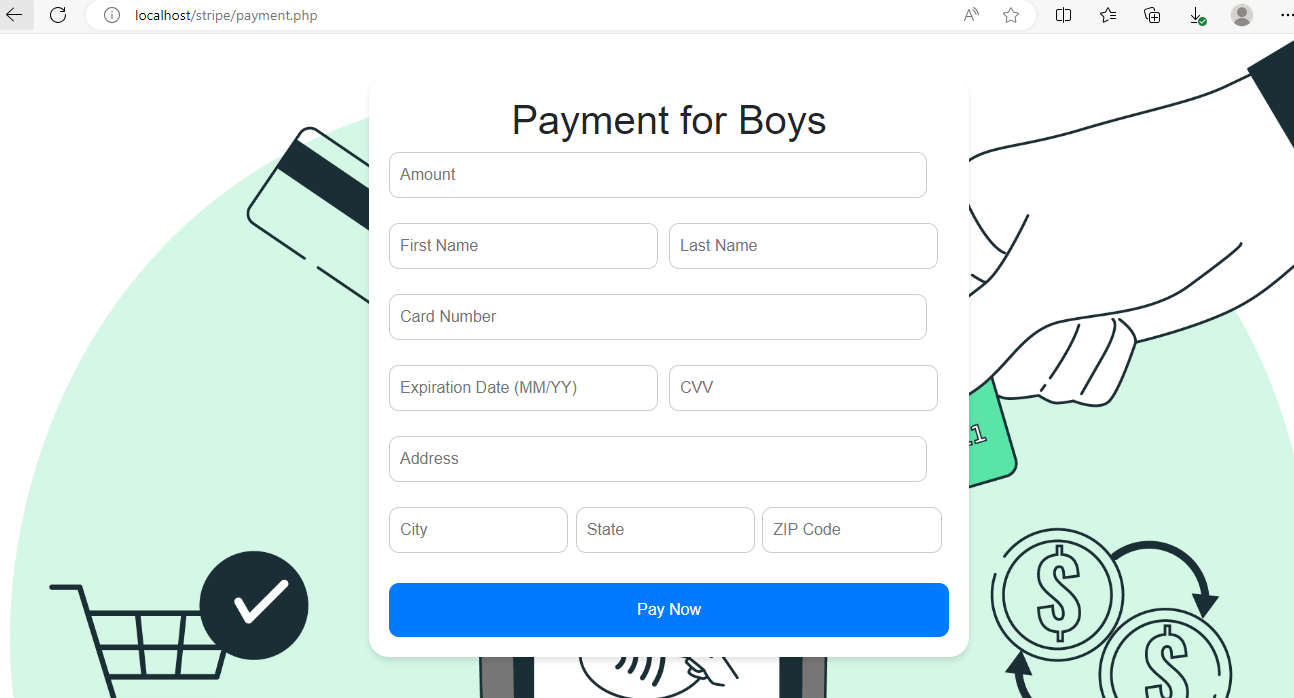 localhost/stripe/payment.php
Payment for Boys
Amount
First Name Last Name
Card Number
Expiration Date (MM/YY) CVV
Address
City State ZIP Code
Pay Now